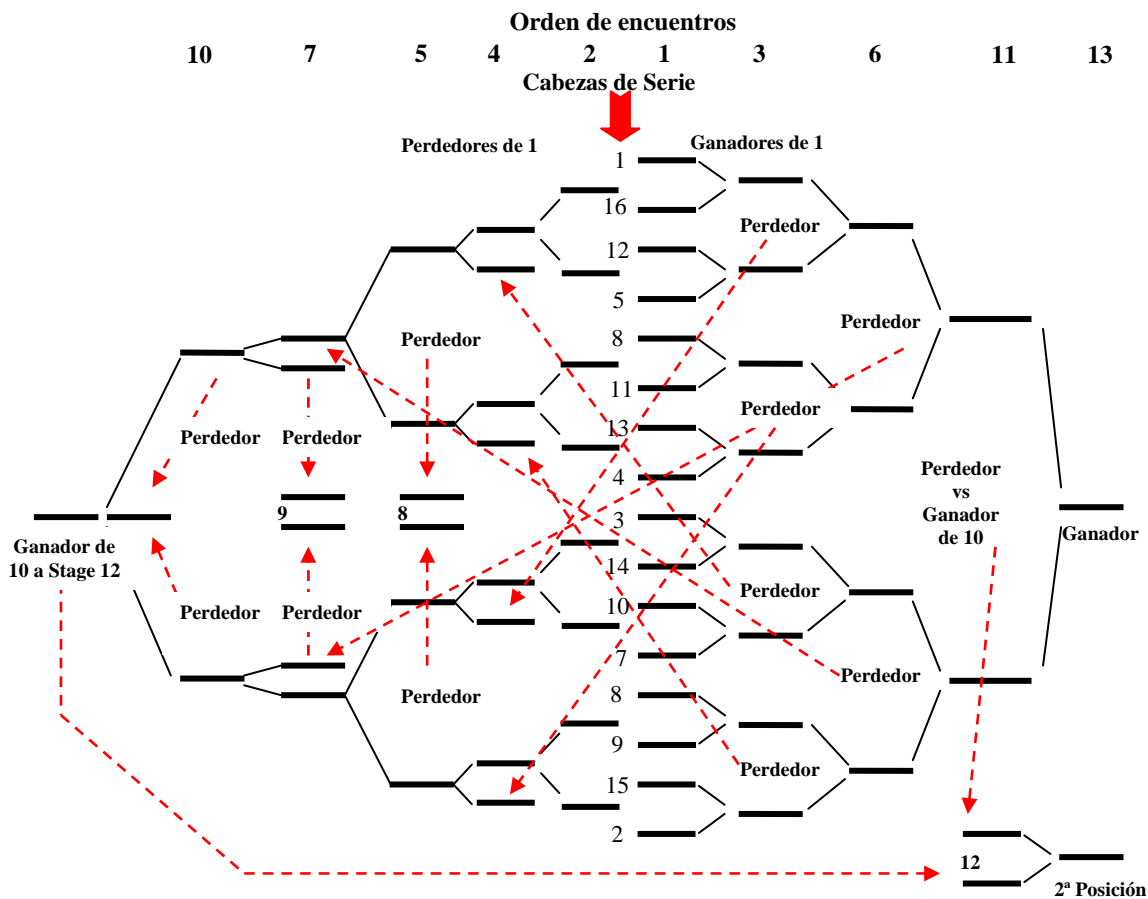 Orden de encuentros
10 7 5 4 2 1 3 6 11 13
Cabezas de Serie
Perdedores de 1
Ganadores de 1
1
16
Perdedor
12
5
Perdedor
8
Perdedor
11
Perdedor
13
Perdedor
Perdedor
4
Perdedor
vs
Ganador
de 10
9
8
3
Ganador de
10 a Stage 12
Ganador
14
Perdedor
Perdedor
Perdedor
10
7
Perdedor
8
Perdedor
9
Perdedor
15
2
12
2ª Posición